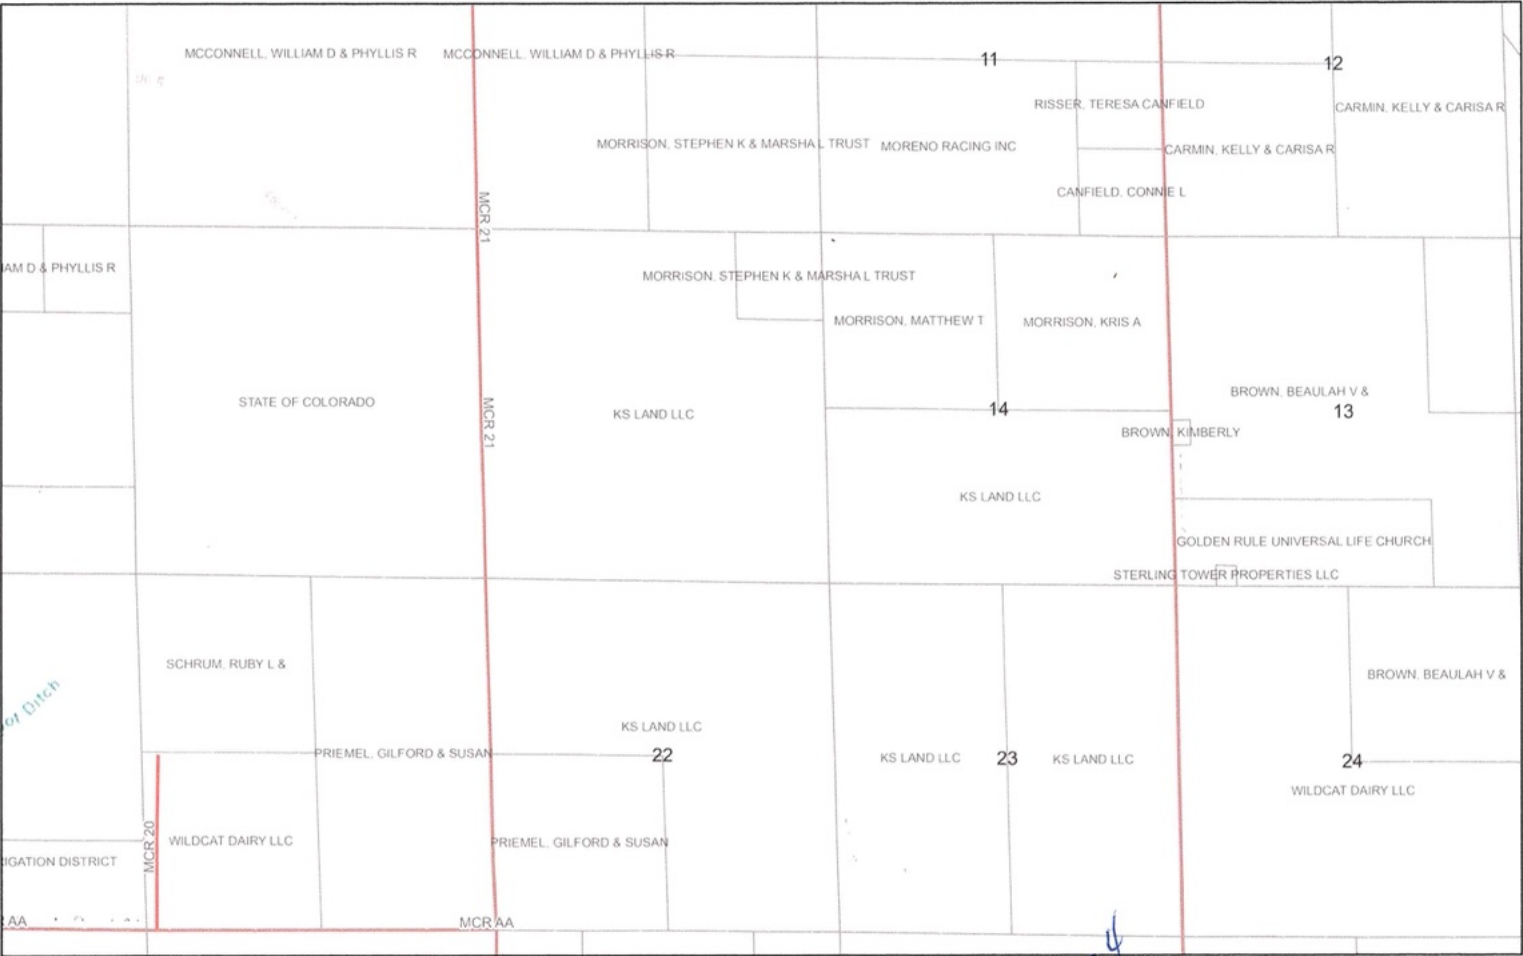 MCCONNELL, WILLIAM D & PHYLLIS R
MCCONNELL, WILLIAM D & PHYLLIS R
11
12
RISSER, TERESA CANFIELD
CARMIN, KELLY & CARISA R
MORRISON, STEPHEN K & MARSHA L TRUST
MORENO RACING INC
CARMIN, KELLY & CARISA R
CANFIELD, CONNIE L
MCR 21
IAM D & PHYLLIS R
MORRISON, STEPHEN K & MARSHA L TRUST
MORRISON, MATTHEW T
MORRISON, KRIS A
STATE OF COLORADO
MCR 21
KS LAND LLC
14
BROWN, BEAULAH V &
13
BROWN, KIMBERLY
KS LAND LLC
GOLDEN RULE UNIVERSAL LIFE CHURCH
STERLING TOWER PROPERTIES LLC
SCHRUM, RUBY L &
BROWN, BEAULAH V &
Ditch
KS LAND LLC
PRIEMEL, GILFORD & SUSAN
22
KS LAND LLC
23
KS LAND LLC
24
WILDCAT DAIRY LLC
MCR 20
WILDCAT DAIRY LLC
PRIEMEL, GILFORD & SUSAN
IGATION DISTRICT
AA
MCR AA